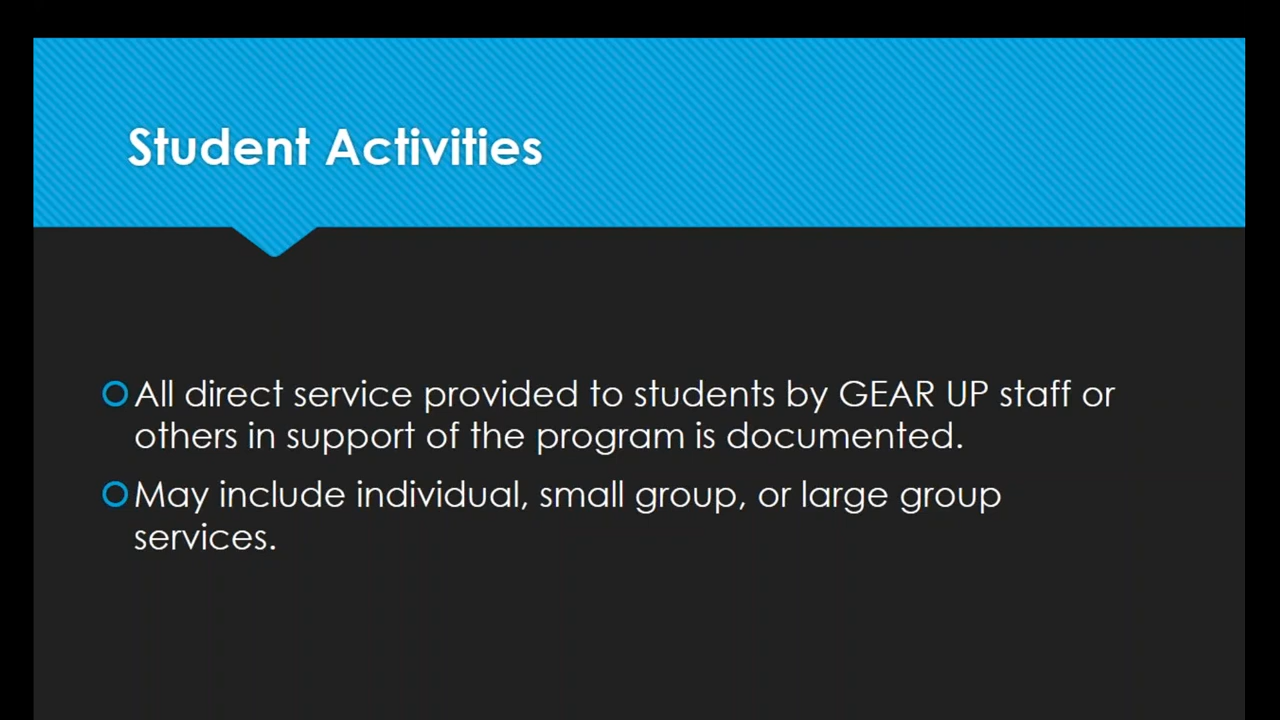 Student Activities
All direct service provided to students by GEAR UP staff or
others in support of the program is documented.
May include individual, small group, or large group
services.